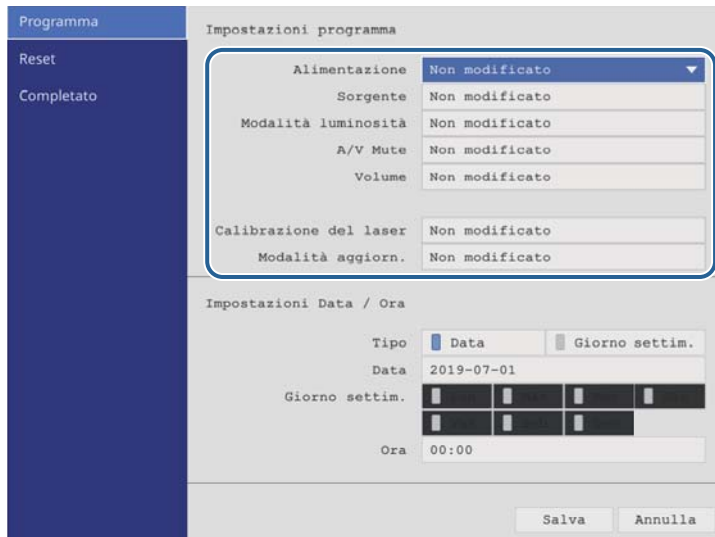 Programma
Reset
Completato
Impostazioni programma
Alimentazione Non modificato
Sorgente Non modificato
Modalità luminosità Non modificato
A/V Mute Non modificato
Volume Non modificato
Calibrazione del laser Non modificato
Modalità aggiorn. Non modificato
Impostazioni Data / Ora
Tipo Data Giorno settim.
Data 2019-07-01
Giorno settim.
Ora 00:00
Salva Annulla